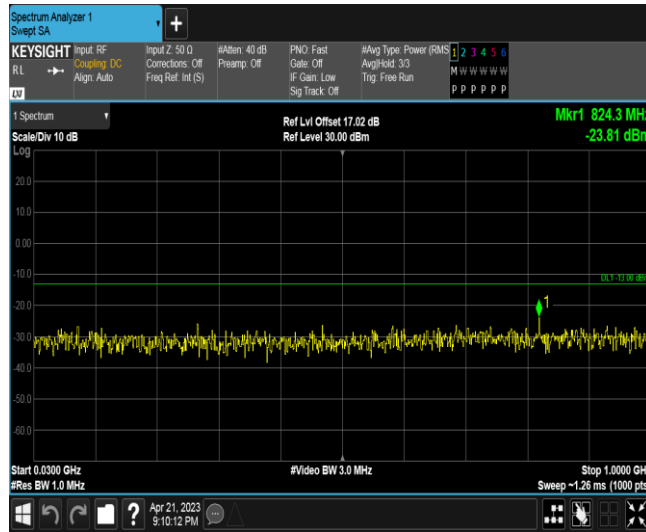 Spectrum Analyzer 1
Swept SA
+
KEYSIGHT
RL
LXI
Input: RF
Coupling: DC
Align: Auto
Input Z: 50 Ω
Corrections: Off
Freq Ref: Int (S)
#Atten: 40 dB
Preamp: Off
PNO: Fast
Gate: Off
IF Gain: Low
Sig Track: Off
#Avg Type: Power (RMS
Avg|Hold: 3/3
Trig: Free Run
1 2 3 4 5 6
M W W W W W
P P P P P P
1 Spectrum
Scale/Div 10 dB
Log
Ref Lvl Offset 17.02 dB
Ref Level 30.00 dBm
Mkr1 824.3 MHz
-23.81 dBm
20.0
10.0
0.00
-10.0
-20.0
-30.0
-40.0
-50.0
-60.0
DL1 -13.00 dBm
1
Start 0.0300 GHz
#Res BW 1.0 MHz
#Video BW 3.0 MHz
Stop 1.0000 GHz
Sweep ~1.26 ms (1000 pts
?
Apr 21, 2023
9:10:12 PM